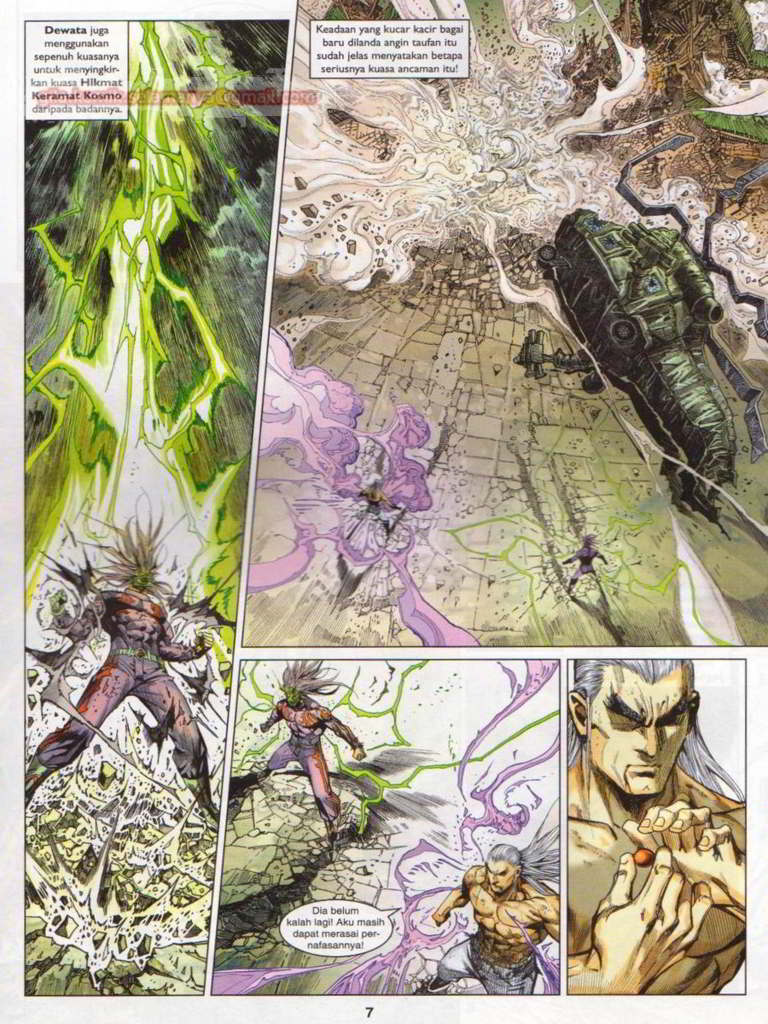 Dewata juga
menggunakan
sepenuh kuasanya
untuk menyingkir-
kan kuasa Hikmat
Keramat Kosmo
daripada badannya.
Keadaan yang kucar kacir bagai
baru dilanda angin taufan itu
sudah jelas menyatakan betapa
seriusnya kuasa ancaman itu!
Dia belum
kalah lagi! Aku masih
dapat merasai per-
nafasannya!
7